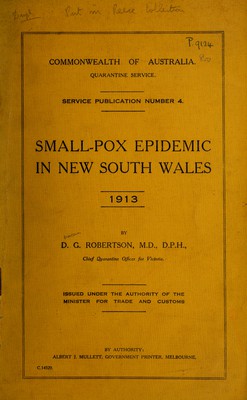 P.9124
COMMONWEALTH OF AUSTRALIA.
QUARANTINE SERVICE.
SERVICE PUBLICATION NUMBER 4.
SMALL-POX EPIDEMIC
IN NEW SOUTH WALES
1913
BY
D. G. ROBERTSON, M.D., D.P.H.,
Chief Quarantine Officer for Victoria.
ISSUED UNDER THE AUTHORITY OF THE
MINISTER FOR TRADE AND CUSTOMS
BY AUTHORITY:
ALBERT J. MULLETT, GOVERNMENT PRINTER, MELBOURNE.